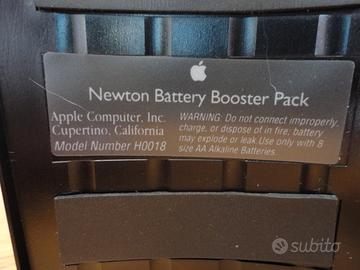 Newton Battery Booster Pack
Apple Computer, Inc.
Cupertino, California
Model Number H0018
WARNING: Do not connect improperly,
charge, or dispose of in fire, battery
may explode or leak Use only with 8
size AA Alkaline Batteries.
subito